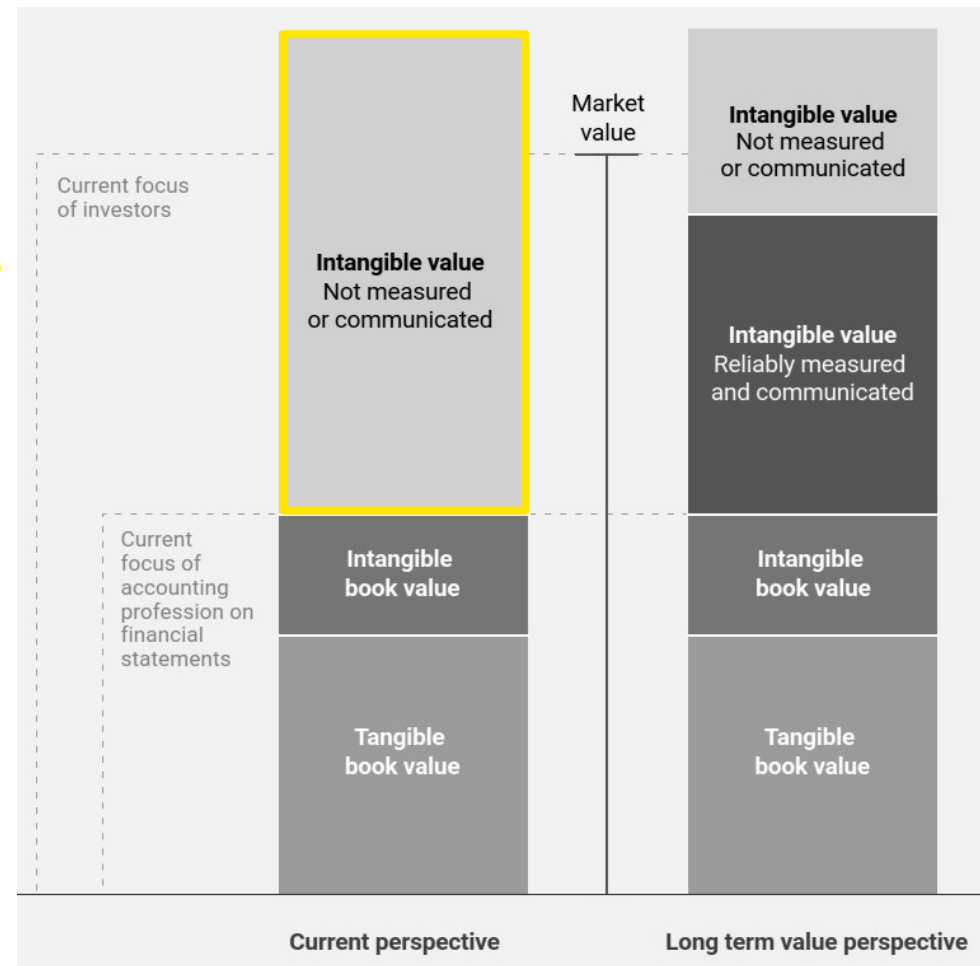 Market
value
Current focus
of investors
Intangible value
Not measured
or communicated
Intangible value
Not measured
or communicated
Intangible value
Reliably measured
and communicated
Current
focus of
accounting
profession on
financial
statements
Intangible
book value
Intangible
book value
Tangible
book value
Tangible
book value
Current perspective
Long term value perspective